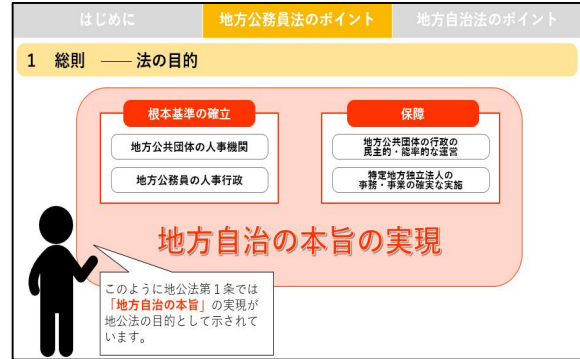 はじめに
地方公務員法のポイント
地方自治法のポイント
1 総則 ── 法の目的
根本基準の確立
地方公共団体の人事機関
地方公務員の人事行政
保障
地方公共団体の行政の
民主的・能率的な運営
特定地方独立法人の
事務・事業の確実な実施
地方自治の本旨の実現
このように地公法第1条では
「地方自治の本旨」の実現が
地公法の目的として示されて
います。